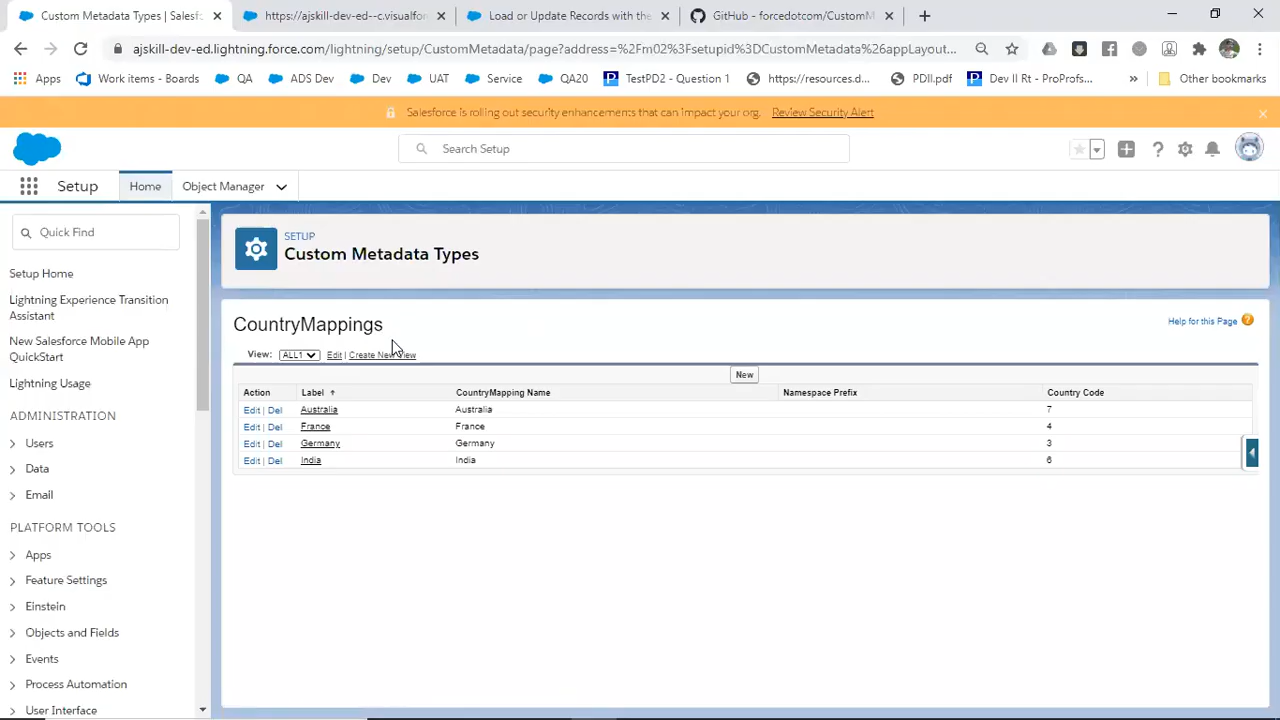 Custom Metadata Types | Salesf
https://ajskill-dev-ed--c.visualfor
Load or Update Records with the
GitHub - forcedotcom/CustomM
ajskill-dev-ed.lightning.force.com/lightning/setup/CustomMetadata/page?address=%2Fm02%3Fsetupid%3DCustomMetadata%26appLayout...
Apps
Work items - Boards
QA
ADS Dev
Dev
UAT
Service
QA20
TestPD2 - Question 1
https://resources.d...
PDII.pdf
Dev II Rt - ProProfs...
»
Other bookmarks
Salesforce is rolling out security enhancements that can impact your org. Review Security Alert
Search Setup
Setup
Home
Object Manager
Quick Find
Setup Home
Lightning Experience Transition
Assistant
New Salesforce Mobile App
QuickStart
Lightning Usage
ADMINISTRATION
Users
Data
Email
PLATFORM TOOLS
Apps
Feature Settings
Einstein
Objects and Fields
Events
Process Automation
User Interface
SETUP
Custom Metadata Types
CountryMappings
Help for this Page
View: ALL1 Edit | Create New View
New
Action Label CountryMapping Name Namespace Prefix Country Code
Edit | Del Australia Australia 7
Edit | Del France France 4
Edit | Del Germany Germany 3
Edit | Del India India 6